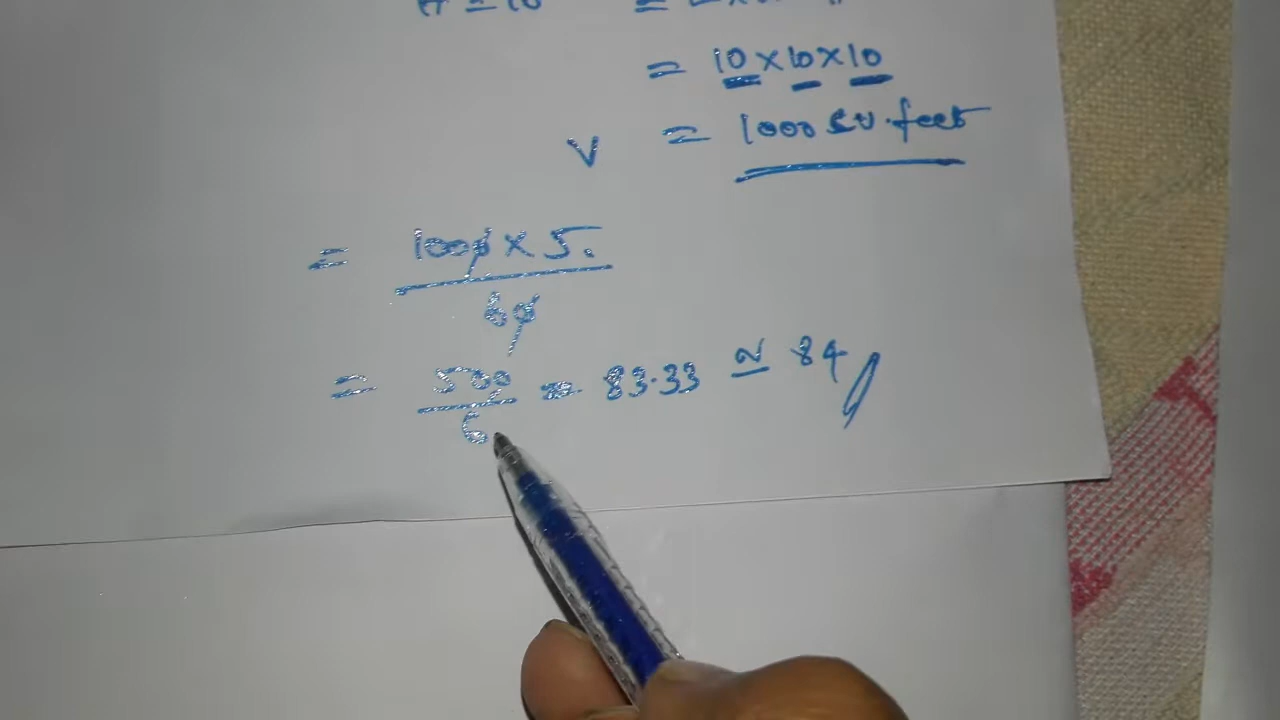 = 10×10×10
V = 1000 cu.feet
= 1000 × 5
60
= 500 = 83.33 ≃ 84
6